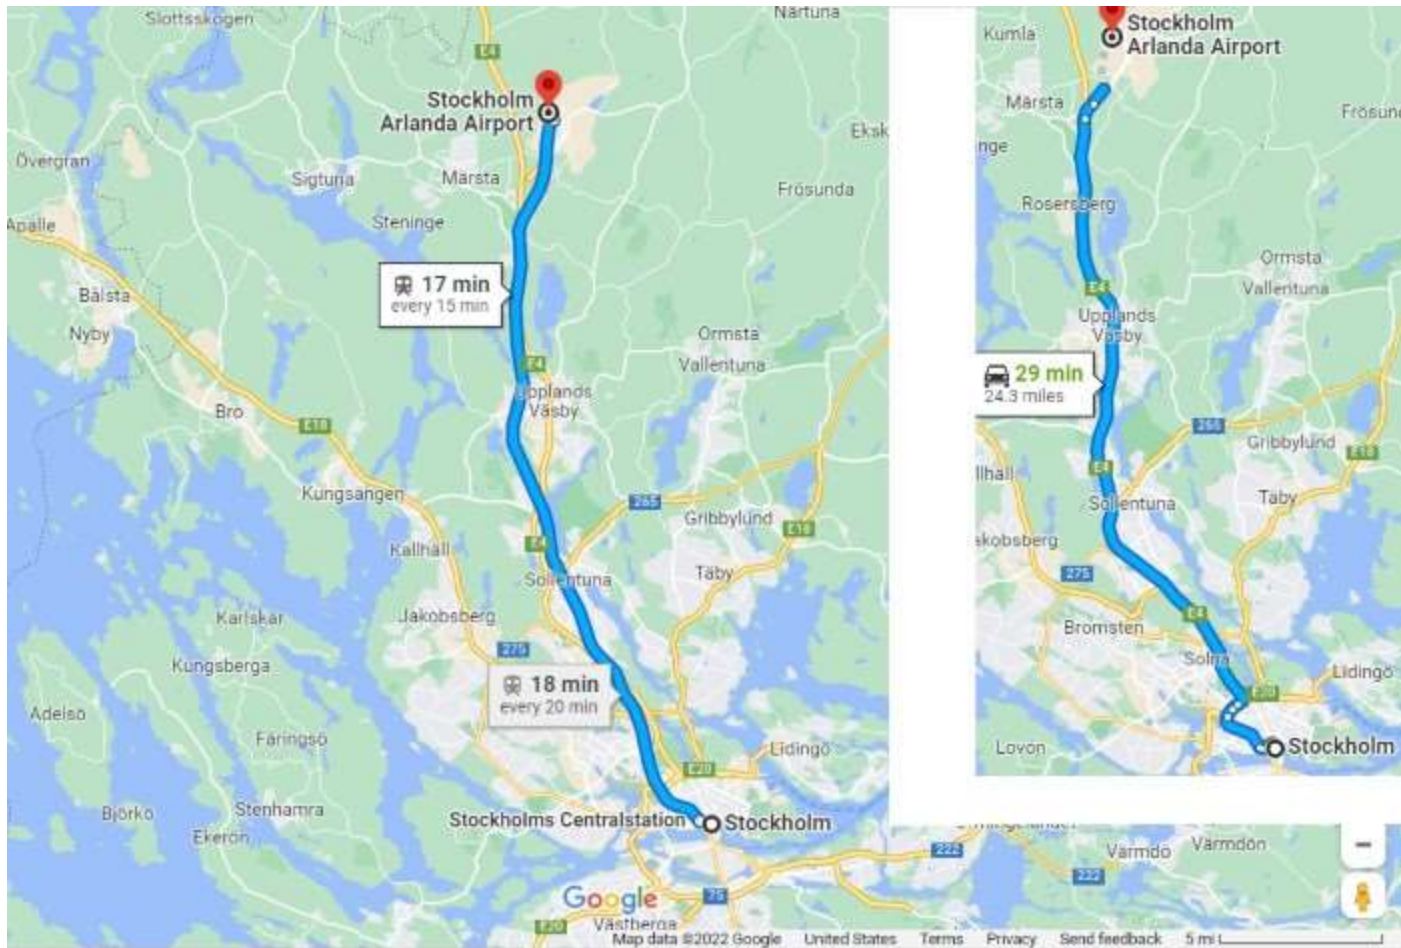 Slottsskogen
Närtuna
E4
Stockholm
Arlanda Airport
Eksk
Övergran
Sigtuna
Märsta
Frösunda
Steninge
Apalle
17 min
every 15 min
Bålsta
Nyby
Ormsta
Vallentuna
E4
Upplands
Väsby
Bro
E18
Kungsängen
265
Gribbylund
E18
Kallhäll
E4
Sollentuna
Täby
Karlskär
Jakobsberg
275
Kungsberga
18 min
every 20 min
Adelsö
Färingsö
Lidingö
E20
Björkö
Stenhamra
Ekerön
Stockholms Centralstation
Stockholm
222
75
Google
E20
Västberga
Värmdö
Värmdön
222
Map data ©2022 Google United States Terms Privacy Send feedback 5 mi
Stockholm
Arlanda Airport
Kumla
Märsta
Frösun
nge
Rosersberg
Ormsta
Vallentuna
E4
Upplands
Väsby
29 min
24.3 miles
265
Gribbylund
E18
llhäll
E4
Sollentuna
Täby
akobsberg
275
E4
Bromsten
Solna
Lidingö
E20
Lovön
Stockholm